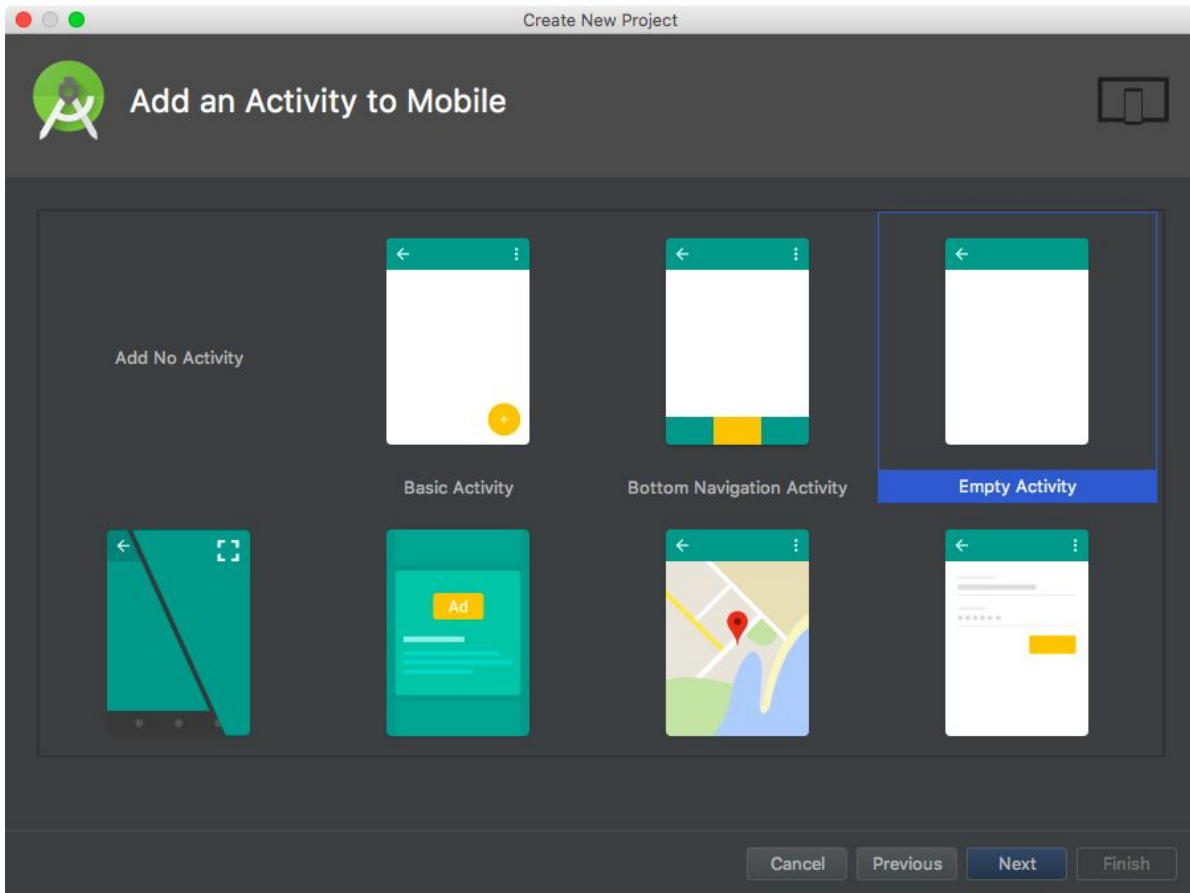 Create New Project
Add an Activity to Mobile
Add No Activity
Basic Activity
Bottom Navigation Activity
Empty Activity
Ad
Cancel
Previous
Next
Finish